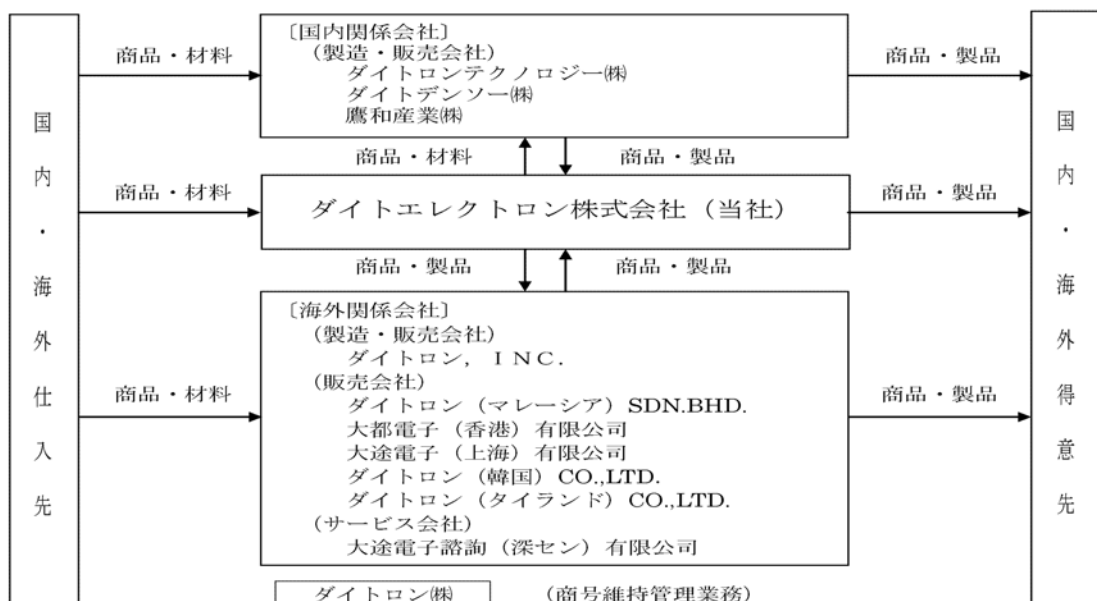 国内・海外仕入先
商品・材料
〔国内関係会社〕
(製造・販売会社)
ダイトロンテクノロジー㈱
ダイトデンソー㈱
鷹和産業㈱
商品・製品
国内・海外得意先
商品・材料
商品・製品
商品・材料
ダイトエレクトロン株式会社（当社）
商品・製品
商品・製品
商品・製品
〔海外関係会社〕
(製造・販売会社)
ダイトロン，ＩＮＣ.
(販売会社)
ダイトロン（マレーシア）SDN.BHD.
大都電子（香港）有限公司
大途電子（上海）有限公司
ダイトロン（韓国）CO.,LTD.
ダイトロン（タイランド）CO.,LTD.
(サービス会社)
大途電子諮詢（深セン）有限公司
商品・材料
商品・製品
ダイトロン㈱
(商号維持管理業務)